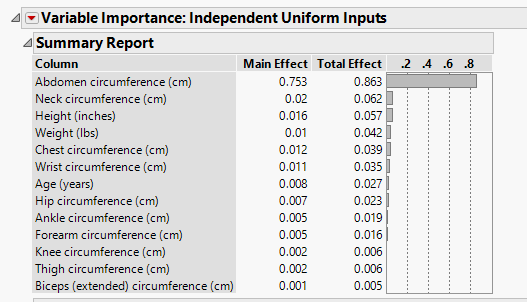 Variable Importance: Independent Uniform Inputs
Summary Report
Column Main Effect Total Effect .2 .4 .6 .8
Abdomen circumference (cm) 0.753 0.863
Neck circumference (cm) 0.02 0.062
Height (inches) 0.016 0.057
Weight (lbs) 0.01 0.042
Chest circumference (cm) 0.012 0.039
Wrist circumference (cm) 0.011 0.035
Age (years) 0.008 0.027
Hip circumference (cm) 0.007 0.023
Ankle circumference (cm) 0.005 0.019
Forearm circumference (cm) 0.005 0.016
Knee circumference (cm) 0.002 0.006
Thigh circumference (cm) 0.002 0.006
Biceps (extended) circumference (cm) 0.001 0.005